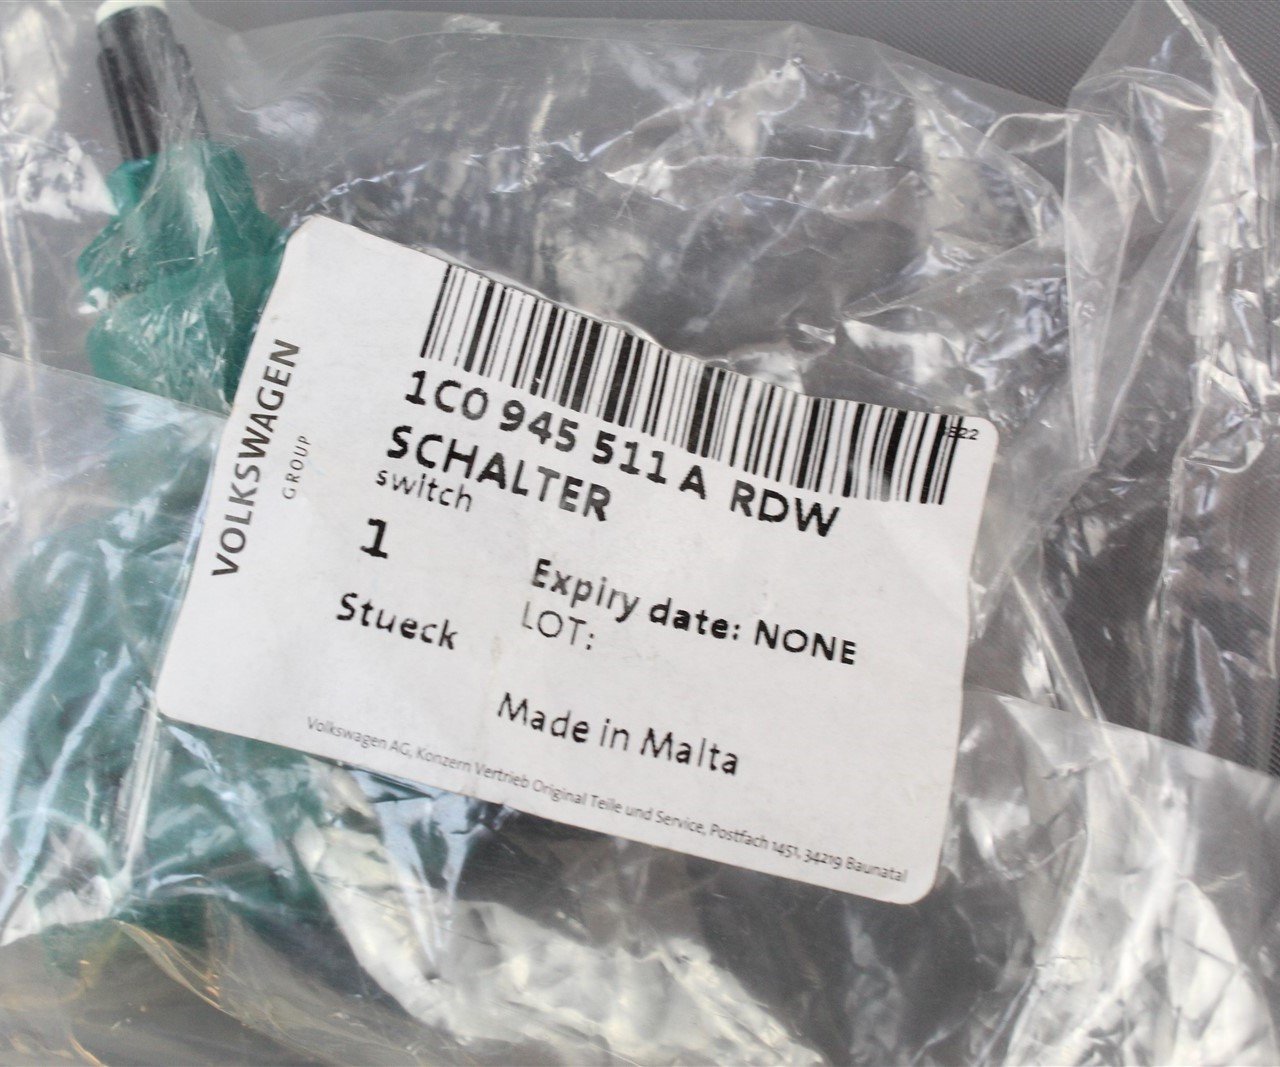 VOLKSWAGEN
GROUP
1C0 945 511 A RDW
SCHALTER
switch
1
Stueck
Expiry date: NONE
LOT:
Made in Malta
Volkswagen AG, Konzern Vertrieb Original Teile und Service, Postfach 1451, 34219 Baunatal